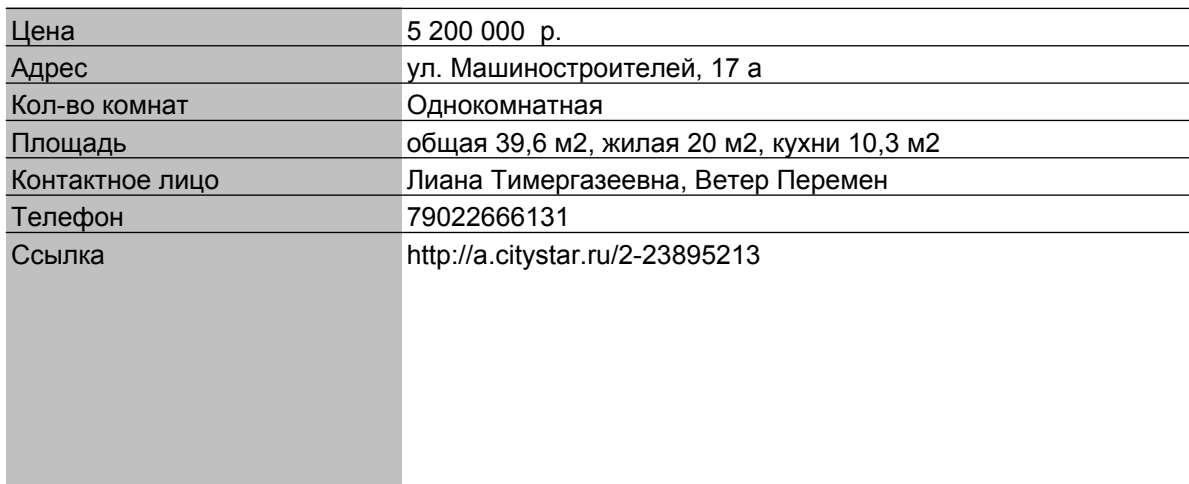 Цена 5 200 000 р.
Адрес ул. Машиностроителей, 17 а
Кол-во комнат Однокомнатная
Площадь общая 39,6 м2, жилая 20 м2, кухни 10,3 м2
Контактное лицо Лиана Тимергазеевна, Ветер Перемен
Телефон 79022666131
Ссылка http://a.citystar.ru/2-23895213